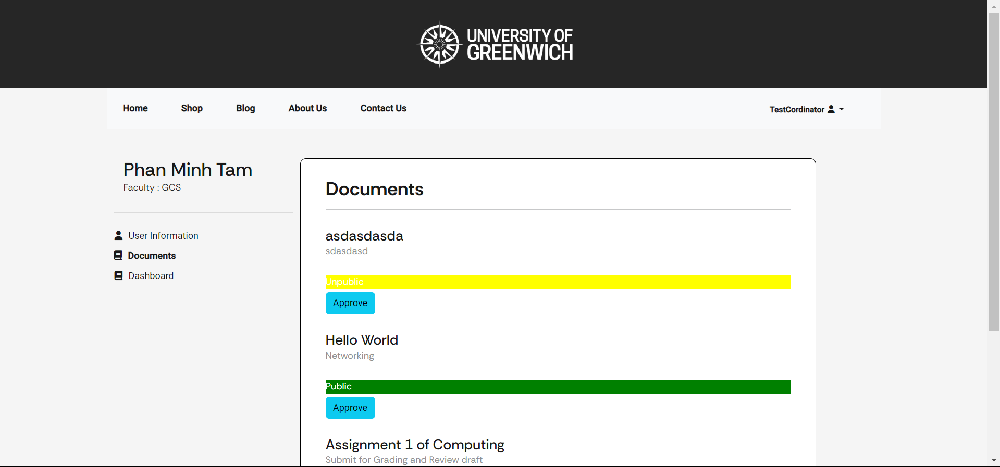 UNIVERSITY OF
GREENWICH
Home Shop Blog About Us Contact Us TestCordinator
Phan Minh Tam
Faculty : GCS
User Information
Documents
Dashboard
Documents
asdasdasda
sdasdasd
Unpublic
Approve
Hello World
Networking
Public
Approve
Assignment 1 of Computing
Submit for Grading and Review draft